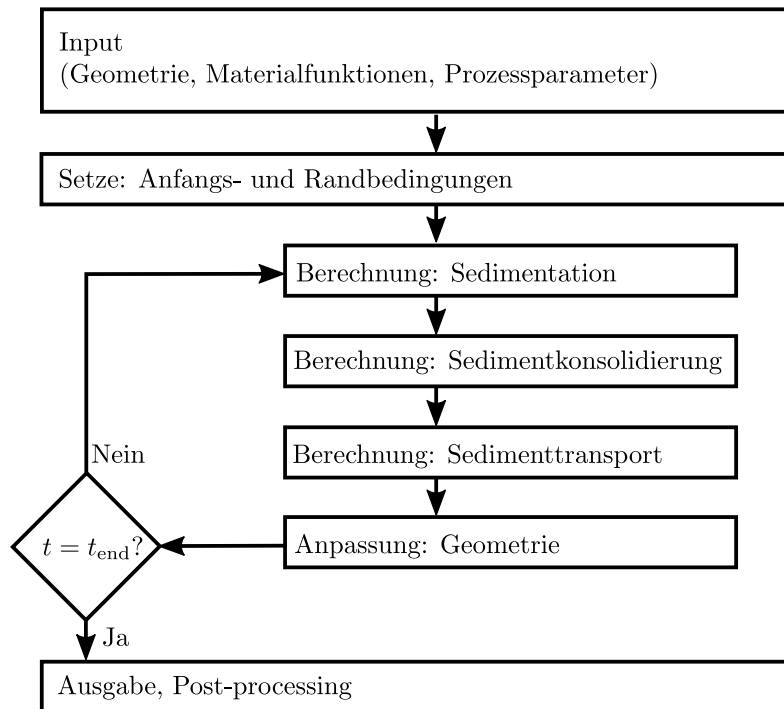 Input
(Geometrie, Materialfunktionen, Prozessparameter)
Setze: Anfangs- und Randbedingungen
Berechnung: Sedimentation
Berechnung: Sedimentkonsolidierung
Berechnung: Sedimenttransport
Anpassung: Geometrie
t = t_end?
Nein
Ja
Ausgabe, Post-processing